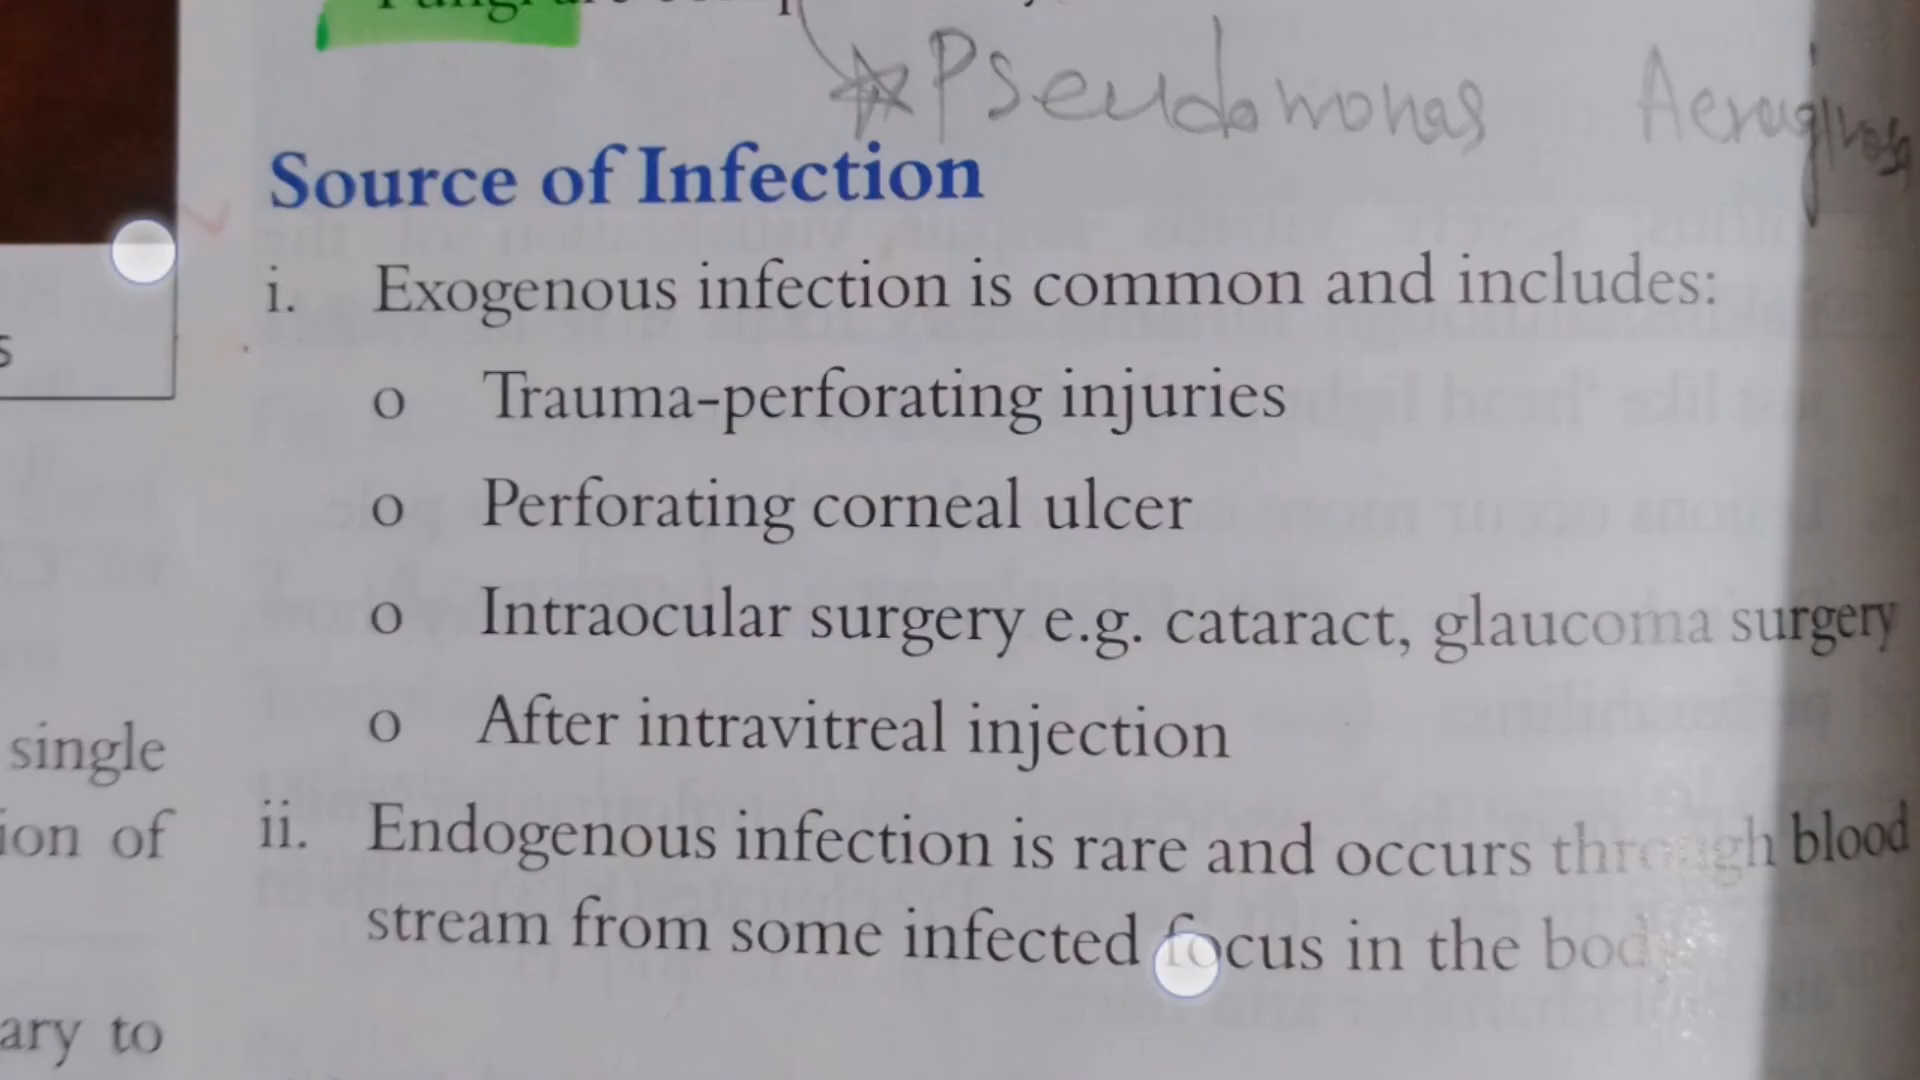 Pseudomonas Aeruginosa
Source of Infection
i. Exogenous infection is common and includes:
o Trauma-perforating injuries
o Perforating corneal ulcer
o Intraocular surgery e.g. cataract, glaucoma surgery
o After intravitreal injection
ii. Endogenous infection is rare and occurs through blood
stream from some infected focus in the body
s
single
ion of
ary to